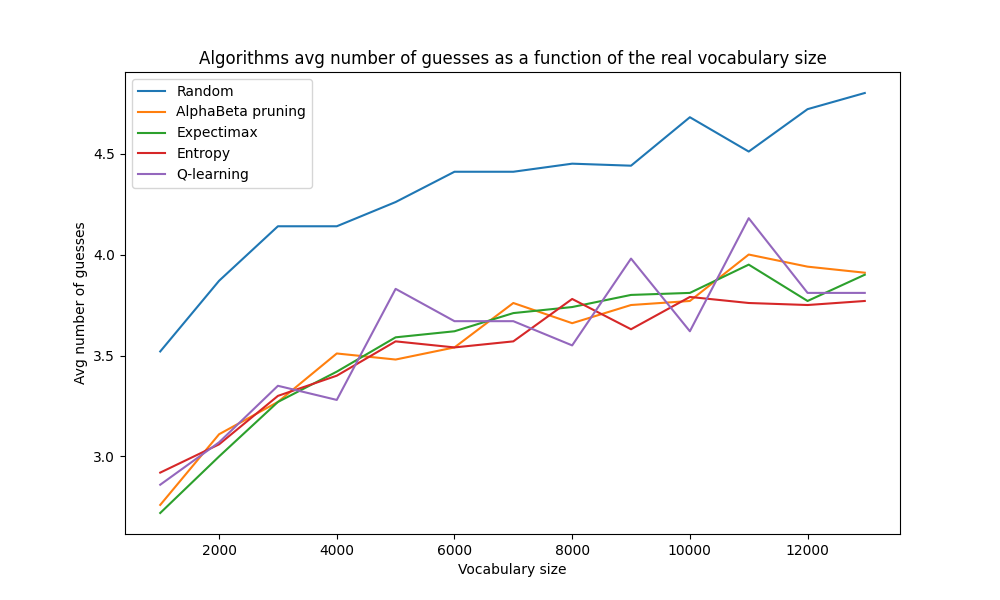 Algorithms avg number of guesses as a function of the real vocabulary size
Random
AlphaBeta pruning
Expectimax
Entropy
Q-learning
4.5
4.0
3.5
3.0
Avg number of guesses
2000
4000
6000
8000
10000
12000
Vocabulary size